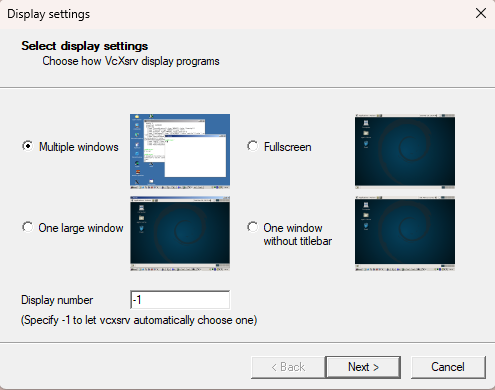 Display settings
Select display settings
Choose how VcXsrv display programs
Multiple windows
Fullscreen
One large window
One window
without titlebar
Display number
-1
(Specify -1 to let vcxsrv automatically choose one)
< Back
Next >
Cancel